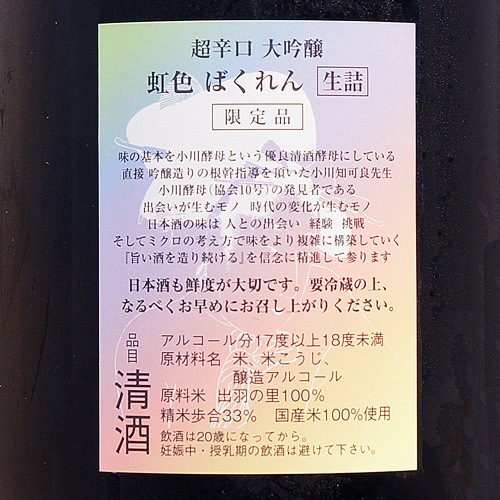 超辛口 大吟醸
虹色 ばくれん 生詰
限定品
味の基本を小川酵母という優良清酒酵母にしている
直接 吟醸造りの根幹指導を頂いた小川知可良先生
小川酵母(協会10号)の発見者である
出会いが生むモノ 時代の変化が生むモノ
日本酒の味は 人との出会い 経験 挑戦
そしてミクロの考え方で味をより複雑に構築していく
『旨い酒を造り続ける』を信念に精進して参ります
日本酒も鮮度が大切です。要冷蔵の上、
なるべくお早めにお召し上がりください。
品目 清酒
アルコール分17度以上18度未満
原材料名 米、米こうじ、
醸造アルコール
原料米 出羽の里100%
精米歩合33% 国産米100%使用
飲酒は20歳になってから。
妊娠中・授乳期の飲酒は避けて下さい。